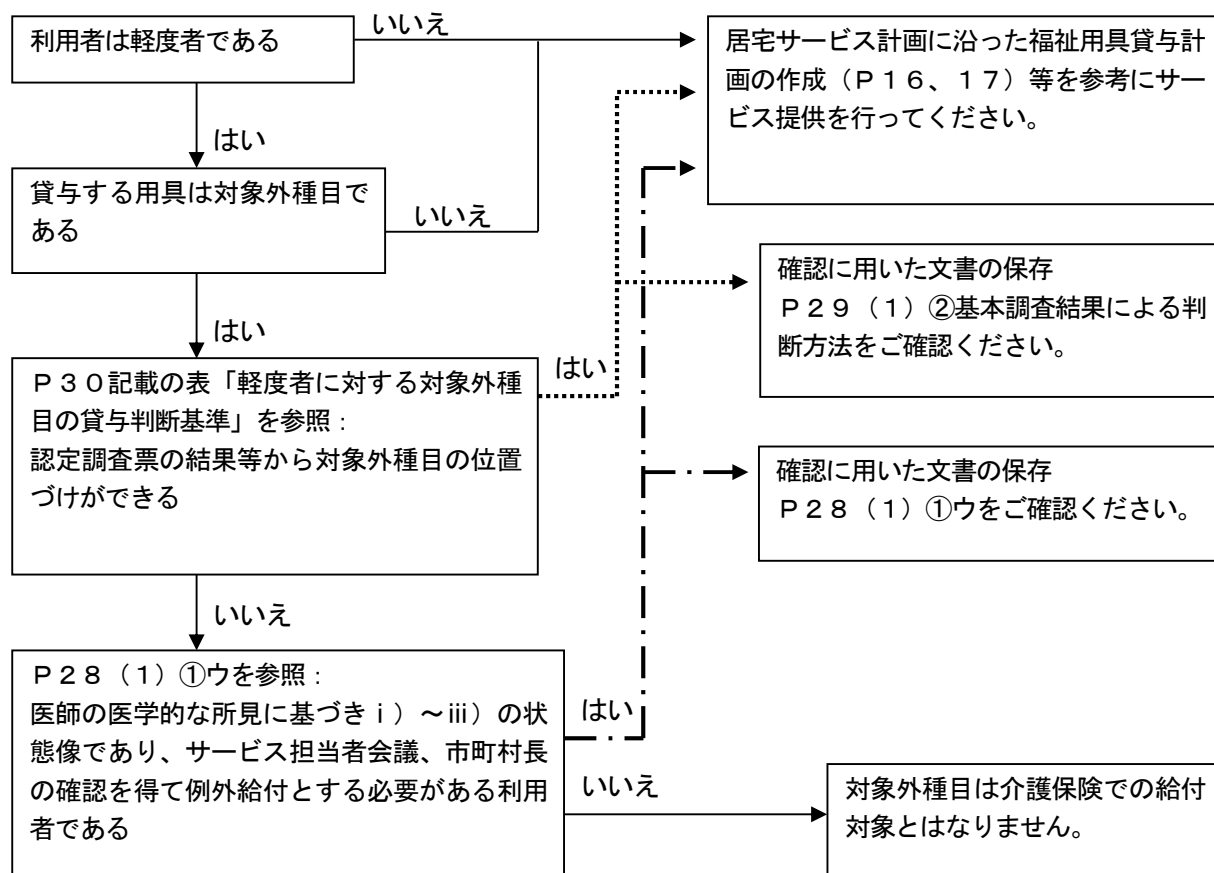 利用者は軽度者である
いいえ
居宅サービス計画に沿った福祉用具貸与計
画の作成（Ｐ１６、１７）等を参考にサー
ビス提供を行ってください。
はい
貸与する用具は対象外種目で
ある
いいえ
確認に用いた文書の保存
Ｐ２９（１）②基本調査結果による判
断方法をご確認ください。
はい
Ｐ３０記載の表「軽度者に対する対象外種
目の貸与判断基準」を参照：
認定調査票の結果等から対象外種目の位置
づけができる
はい
確認に用いた文書の保存
Ｐ２８（１）①ウをご確認ください。
いいえ
Ｐ２８（１）①ウを参照：
医師の医学的な所見に基づきⅰ）～ⅲ）の状
態像であり、サービス担当者会議、市町村長
の確認を得て例外給付とする必要がある利用
者である
はい
いいえ
対象外種目は介護保険での給付
対象とはなりません。